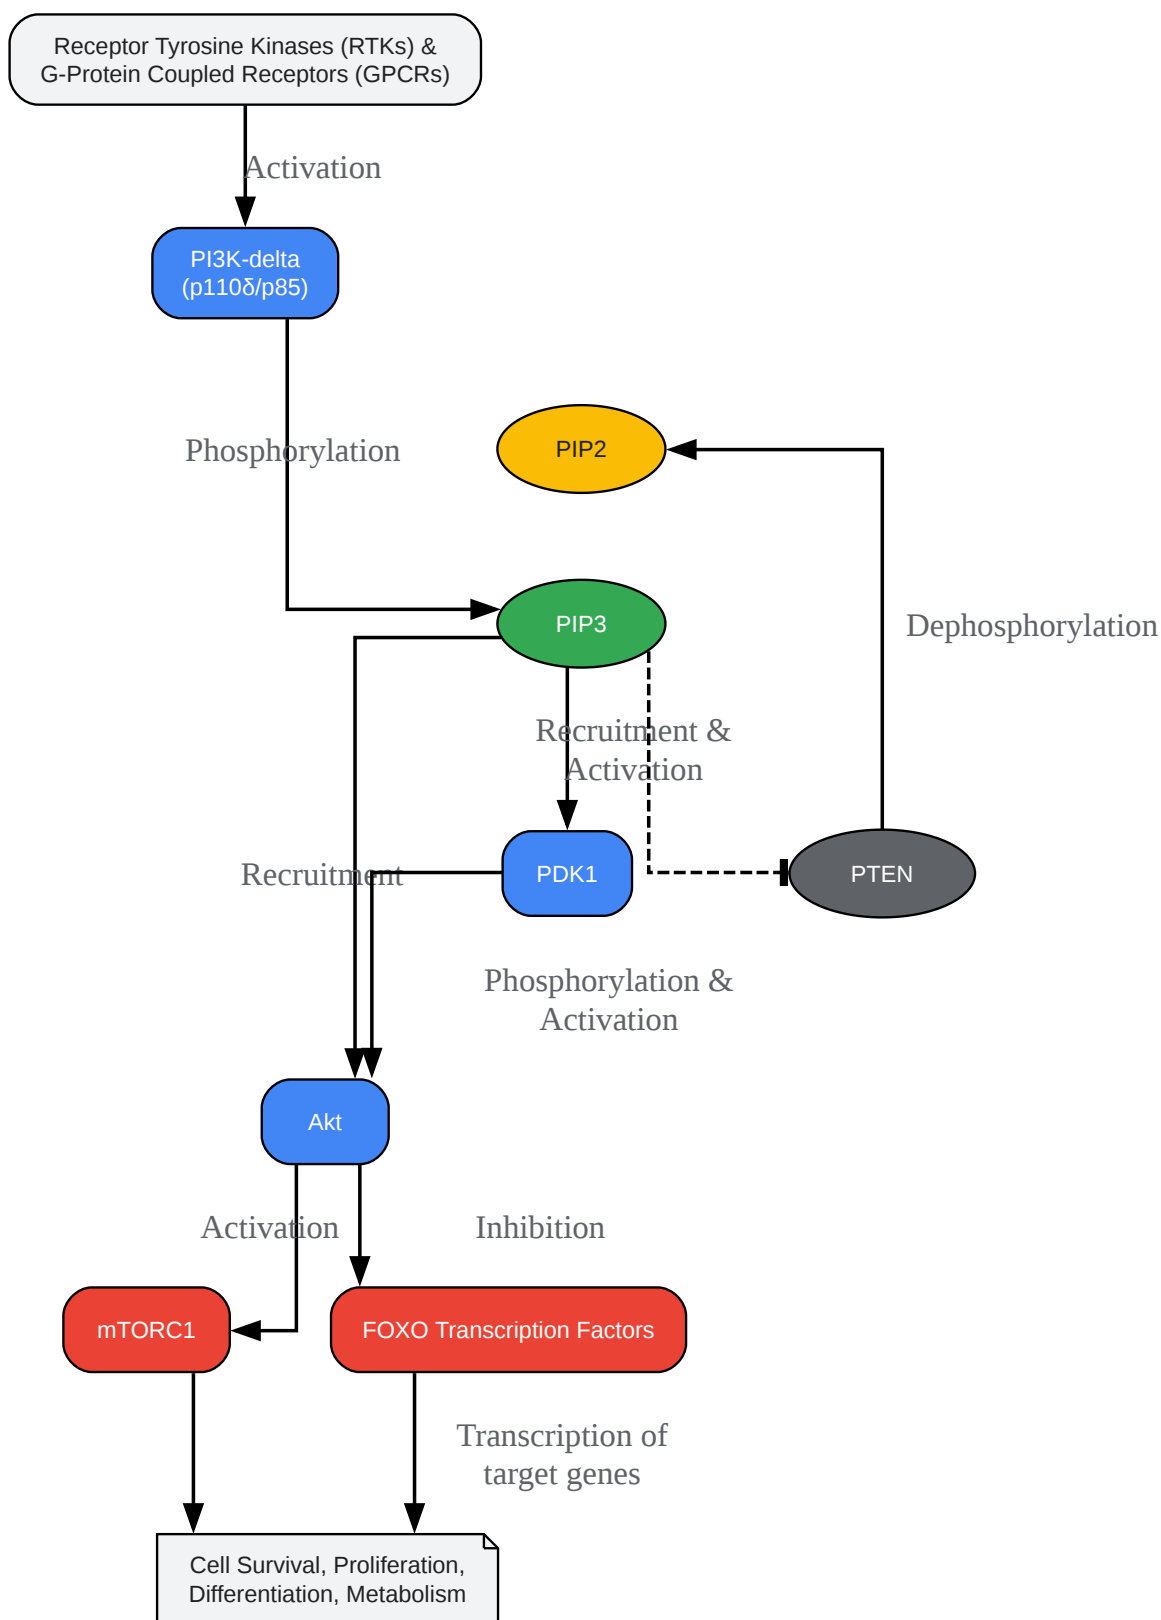 Receptor Tyrosine Kinases (RTKs) &
G-Protein Coupled Receptors (GPCRs)
Activation
PI3K-delta
(p110δ/p85)
Phosphorylation
PIP2
PIP3
Dephosphorylation
Recruitment &
Activation
Recruitment
PDK1
PTEN
Phosphorylation &
Activation
Akt
Activation
Inhibition
mTORC1
FOXO Transcription Factors
Transcription of
target genes
Cell Survival, Proliferation,
Differentiation, Metabolism